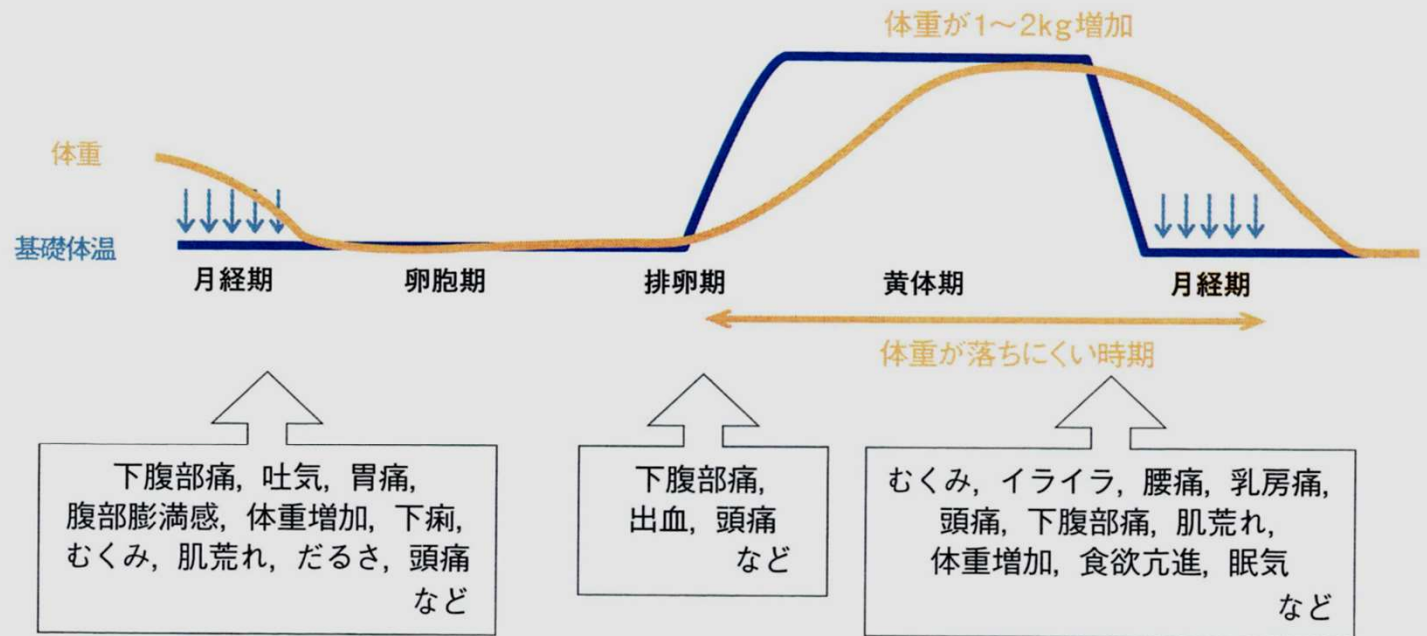 体重が1〜2kg増加
体重
基礎体温
月経期
卵胞期
排卵期
黄体期
月経期
体重が落ちにくい時期
下腹部痛，吐気，胃痛，
腹部膨満感，体重増加，下痢，
むくみ，肌荒れ，だるさ，頭痛
など
下腹部痛，
出血，頭痛
など
むくみ，イライラ，腰痛，乳房痛，
頭痛，下腹部痛，肌荒れ，
体重増加，食欲亢進，眠気
など